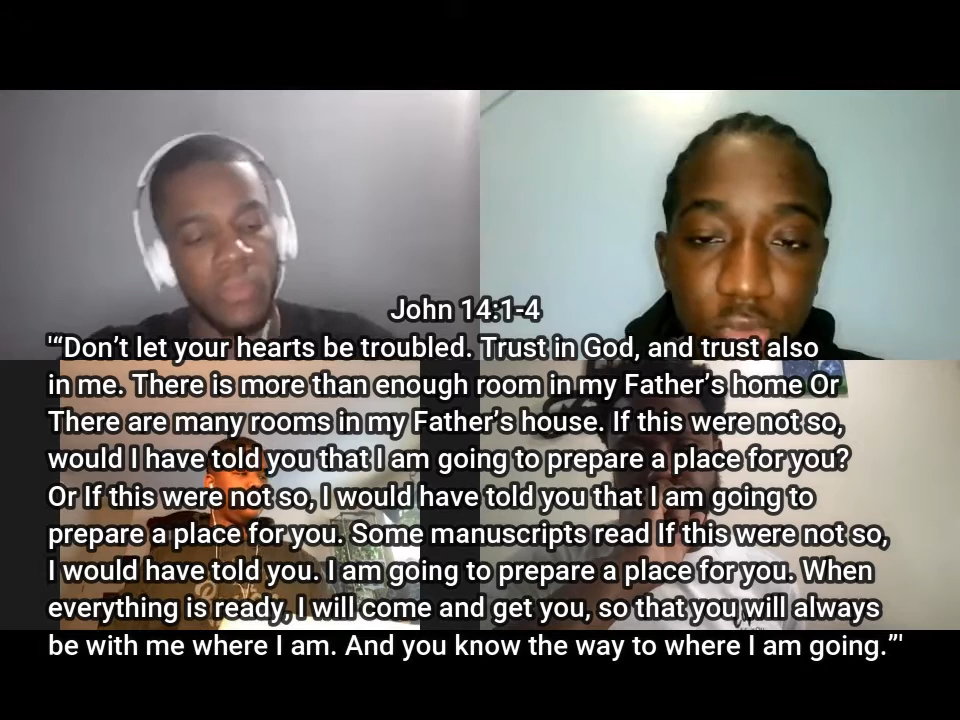 John 14:1-4
'“Don’t let your hearts be troubled. Trust in God, and trust also
in me. There is more than enough room in my Father’s home Or
There are many rooms in my Father’s house. If this were not so,
would I have told you that I am going to prepare a place for you?
Or If this were not so, I would have told you that I am going to
prepare a place for you. Some manuscripts read If this were not so,
I would have told you. I am going to prepare a place for you. When
everything is ready, I will come and get you, so that you will always
be with me where I am. And you know the way to where I am going.”'